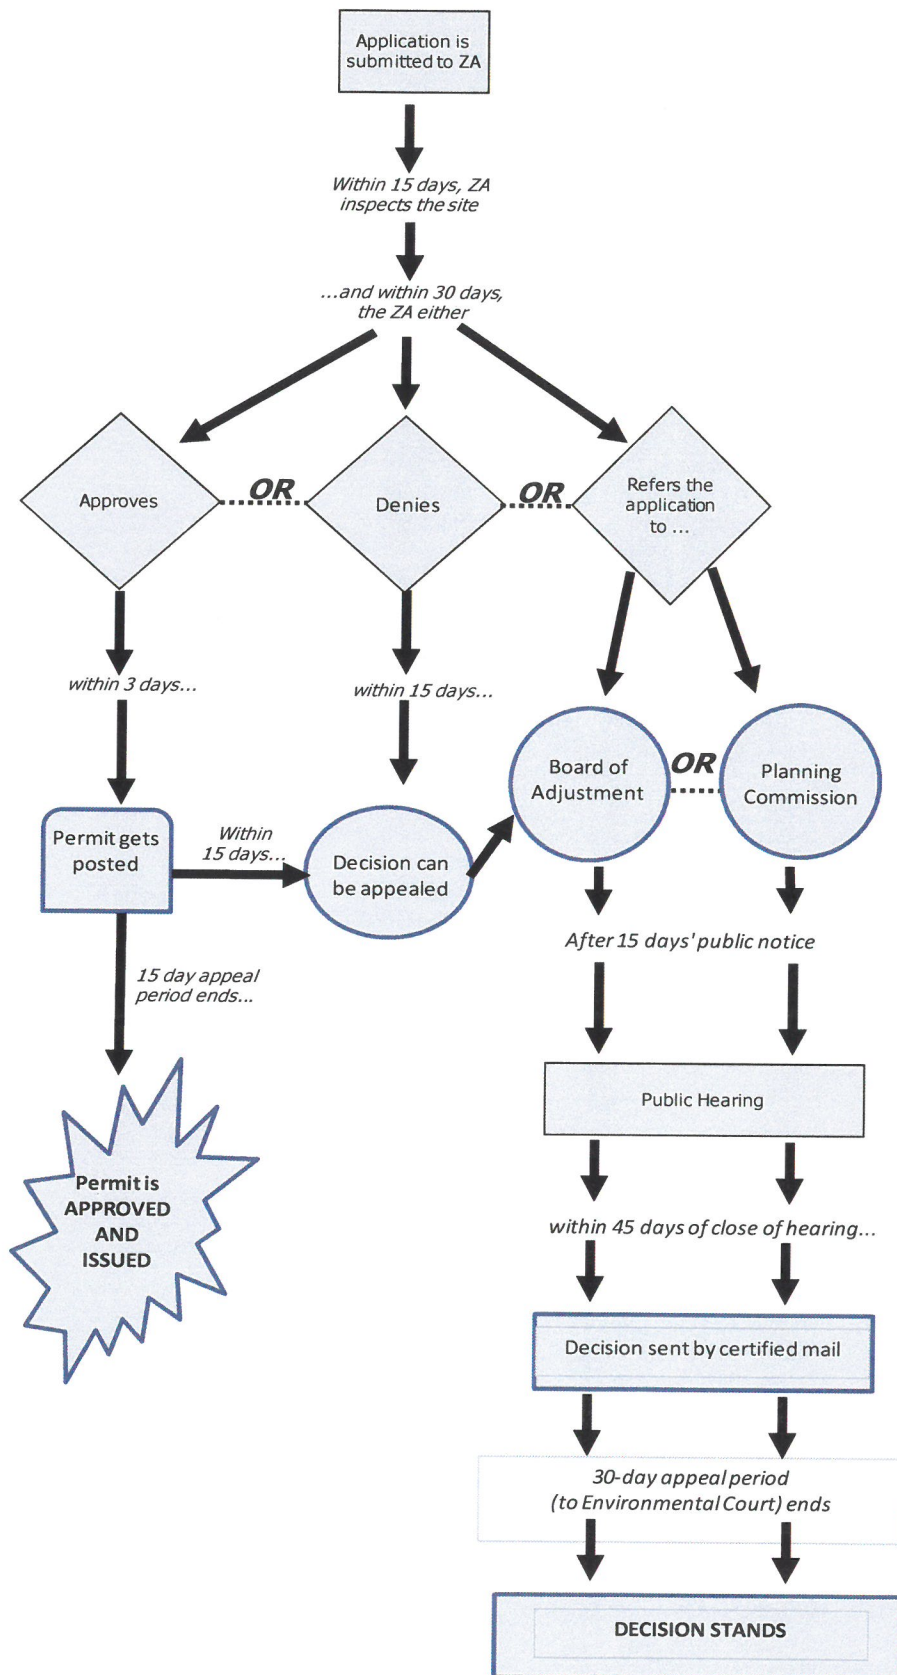 Application is
submitted to ZA
Within 15 days, ZA
inspects the site
...and within 30 days,
the ZA either
Approves
OR
Denies
OR
Refers the
application
to ...
within 3 days...
within 15 days...
Board of
Adjustment
OR
Planning
Commission
Permit gets
posted
Within
15 days...
Decision can
be appealed
After 15 days' public notice
15 day appeal
period ends...
Public Hearing
Permit is
APPROVED
AND
ISSUED
within 45 days of close of hearing...
Decision sent by certified mail
30-day appeal period
(to Environmental Court) ends
DECISION STANDS